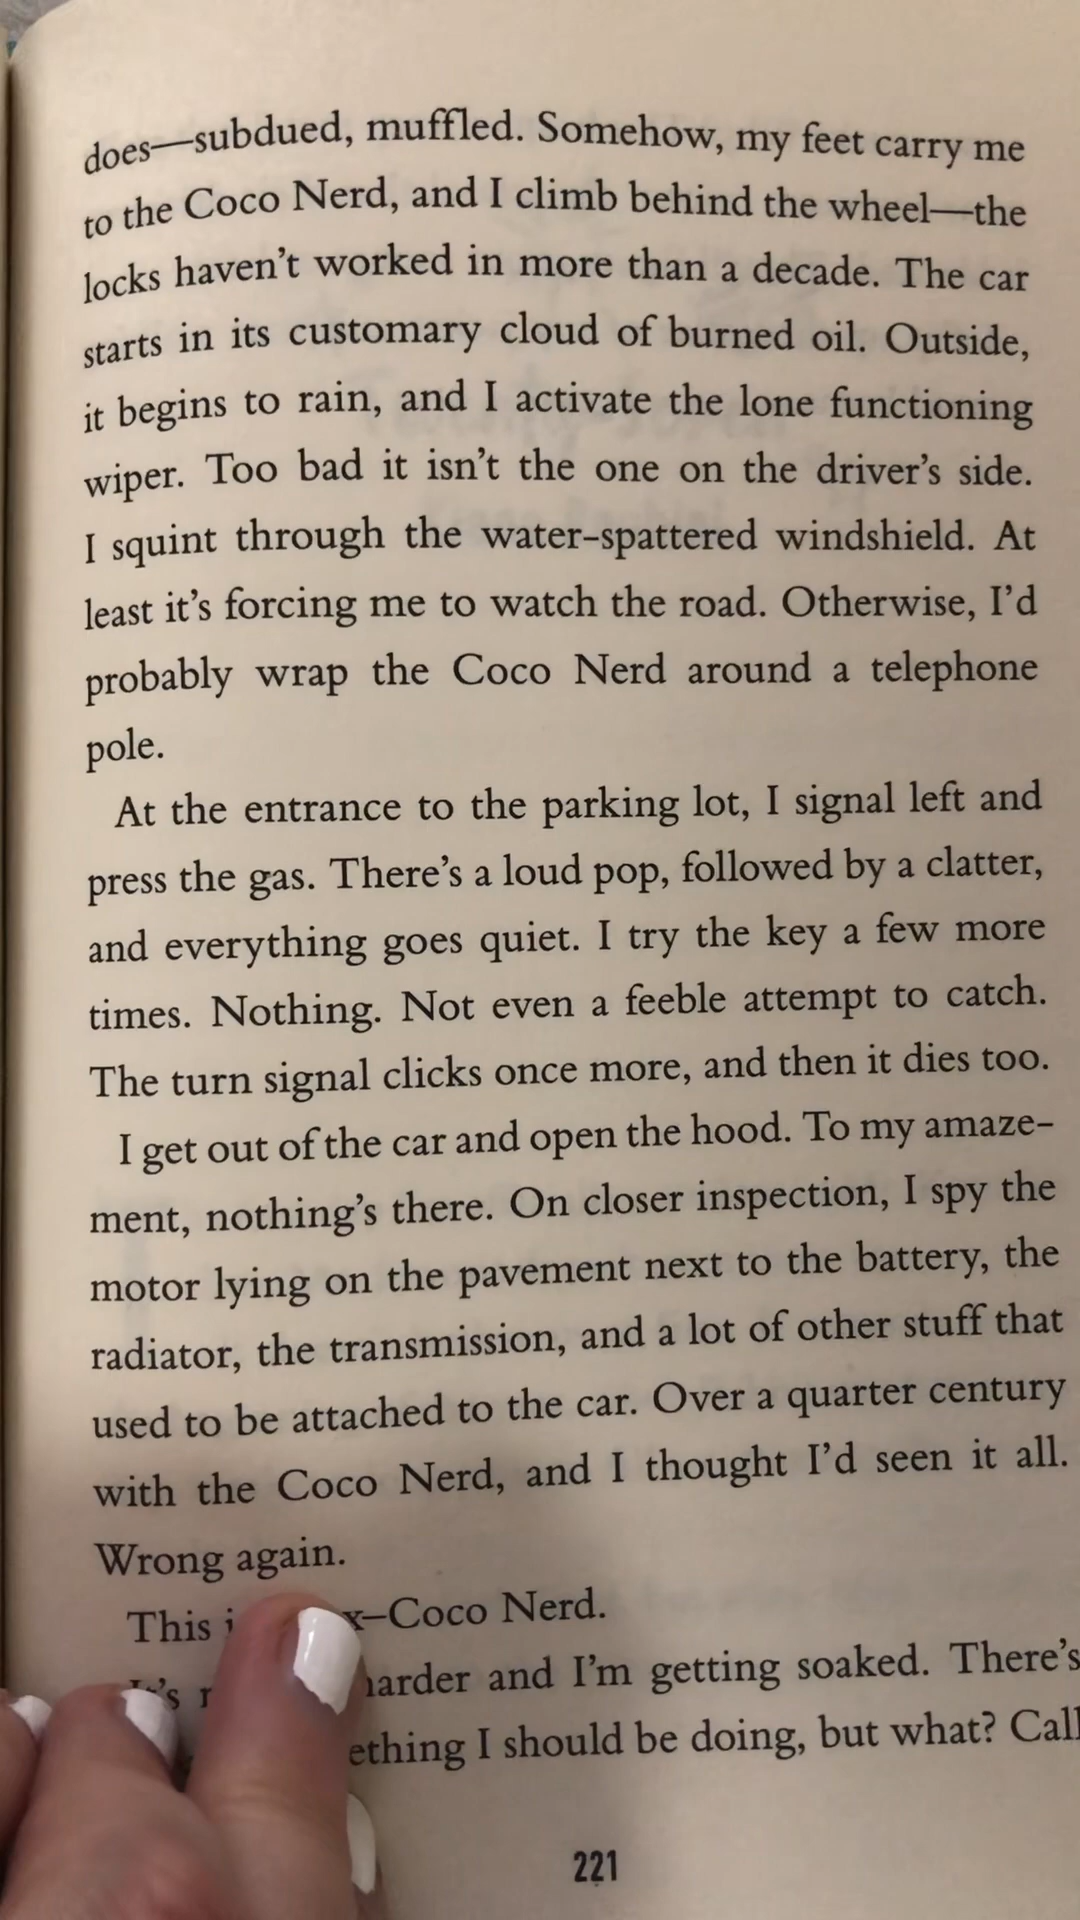 does—subdued, muffled. Somehow, my feet carry me
to the Coco Nerd, and I climb behind the wheel—the
locks haven't worked in more than a decade. The car
starts in its customary cloud of burned oil. Outside,
it begins to rain, and I activate the lone functioning
wiper. Too bad it isn't the one on the driver's side.
I squint through the water-spattered windshield. At
least it's forcing me to watch the road. Otherwise, I'd
probably wrap the Coco Nerd around a telephone
pole.
At the entrance to the parking lot, I signal left and
press the gas. There's a loud pop, followed by a clatter,
and everything goes quiet. I try the key a few more
times. Nothing. Not even a feeble attempt to catch.
The turn signal clicks once more, and then it dies too.
I get out of the car and open the hood. To my amaze-
ment, nothing's there. On closer inspection, I spy the
motor lying on the pavement next to the battery, the
radiator, the transmission, and a lot of other stuff that
used to be attached to the car. Over a quarter century
with the Coco Nerd, and I thought I'd seen it all.
Wrong again.
This x–Coco Nerd.
harder and I'm getting soaked. There's
ething I should be doing, but what? Call
221